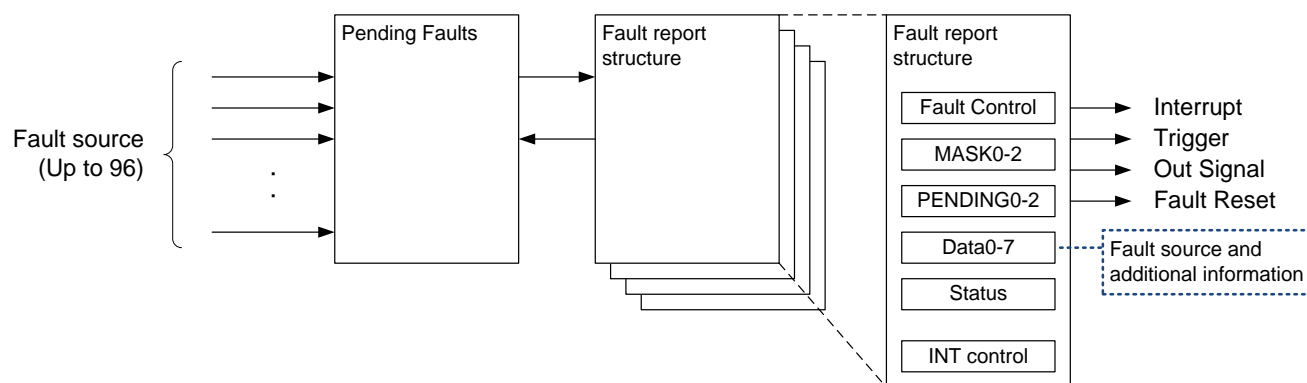 Fault source
(Up to 96)
.
.
Pending Faults
Fault report
structure
Fault report
structure
Fault Control
MASK0-2
PENDING0-2
Data0-7
Status
INT control
Interrupt
Trigger
Out Signal
Fault Reset
Fault source and
additional information